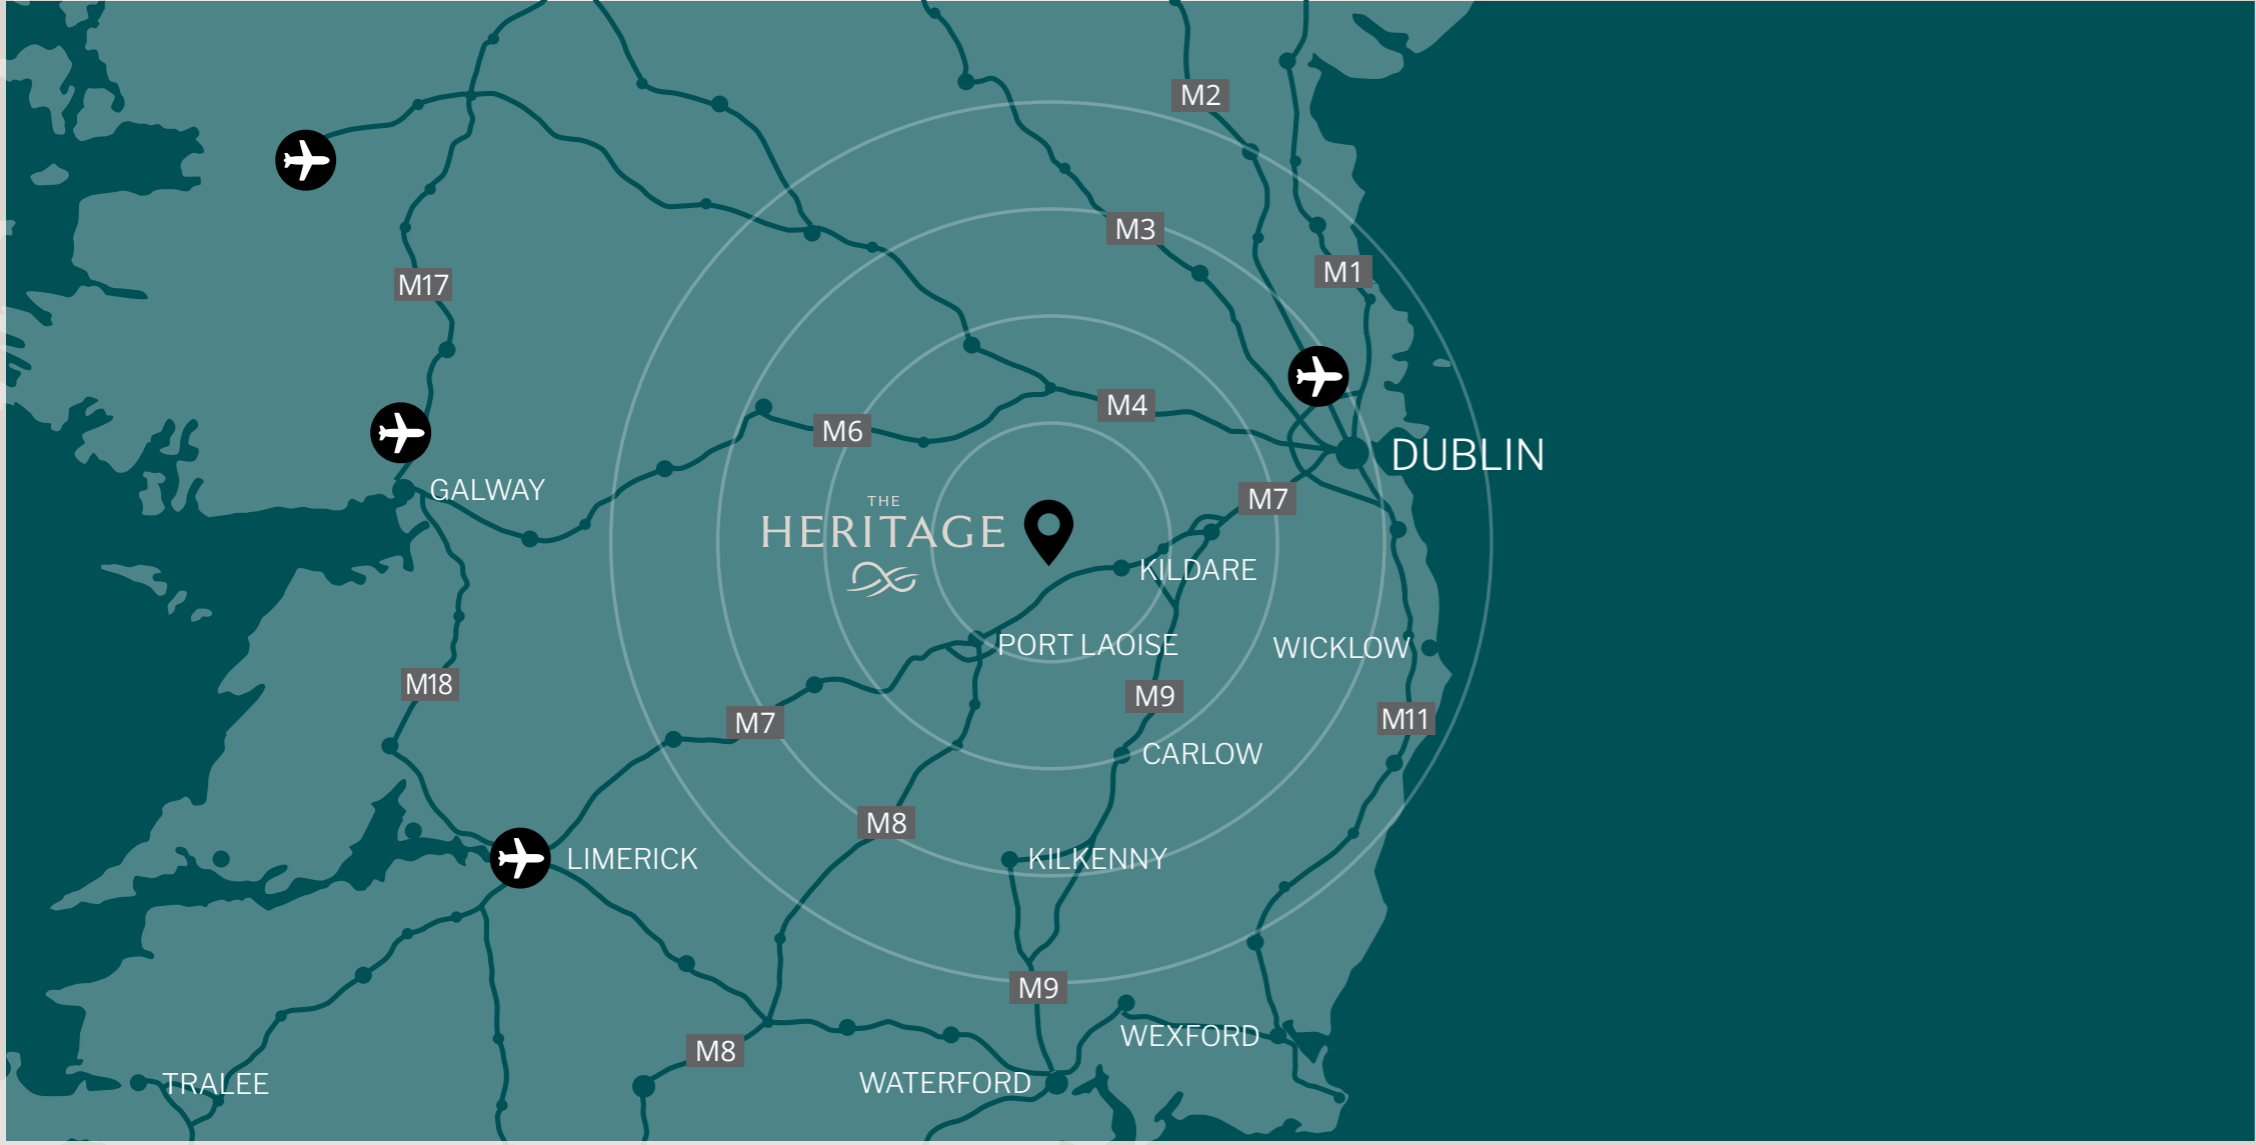 M2
M3
M1
M17
M4
M6
DUBLIN
GALWAY
M7
THE
HERITAGE
KILDARE
PORT LAOISE
WICKLOW
M18
M9
M7
M11
CARLOW
M8
LIMERICK
KILKENNY
M9
WEXFORD
M8
TRALEE
WATERFORD